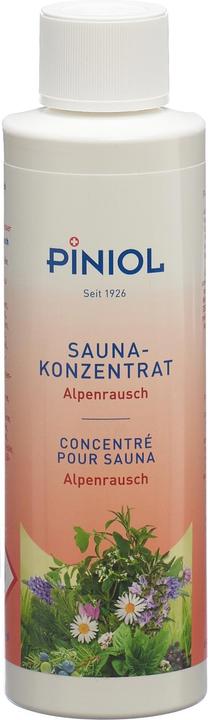 PINIOL
Seit 1926
SAUNA-
KONZENTRAT
Alpenrausch
CONCENTRÉ
POUR SAUNA
Alpenrausch